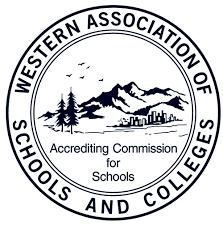 WESTERN ASSOCIATION OF
SCHOOLS AND COLLEGES
Accrediting Commission
for
Schools